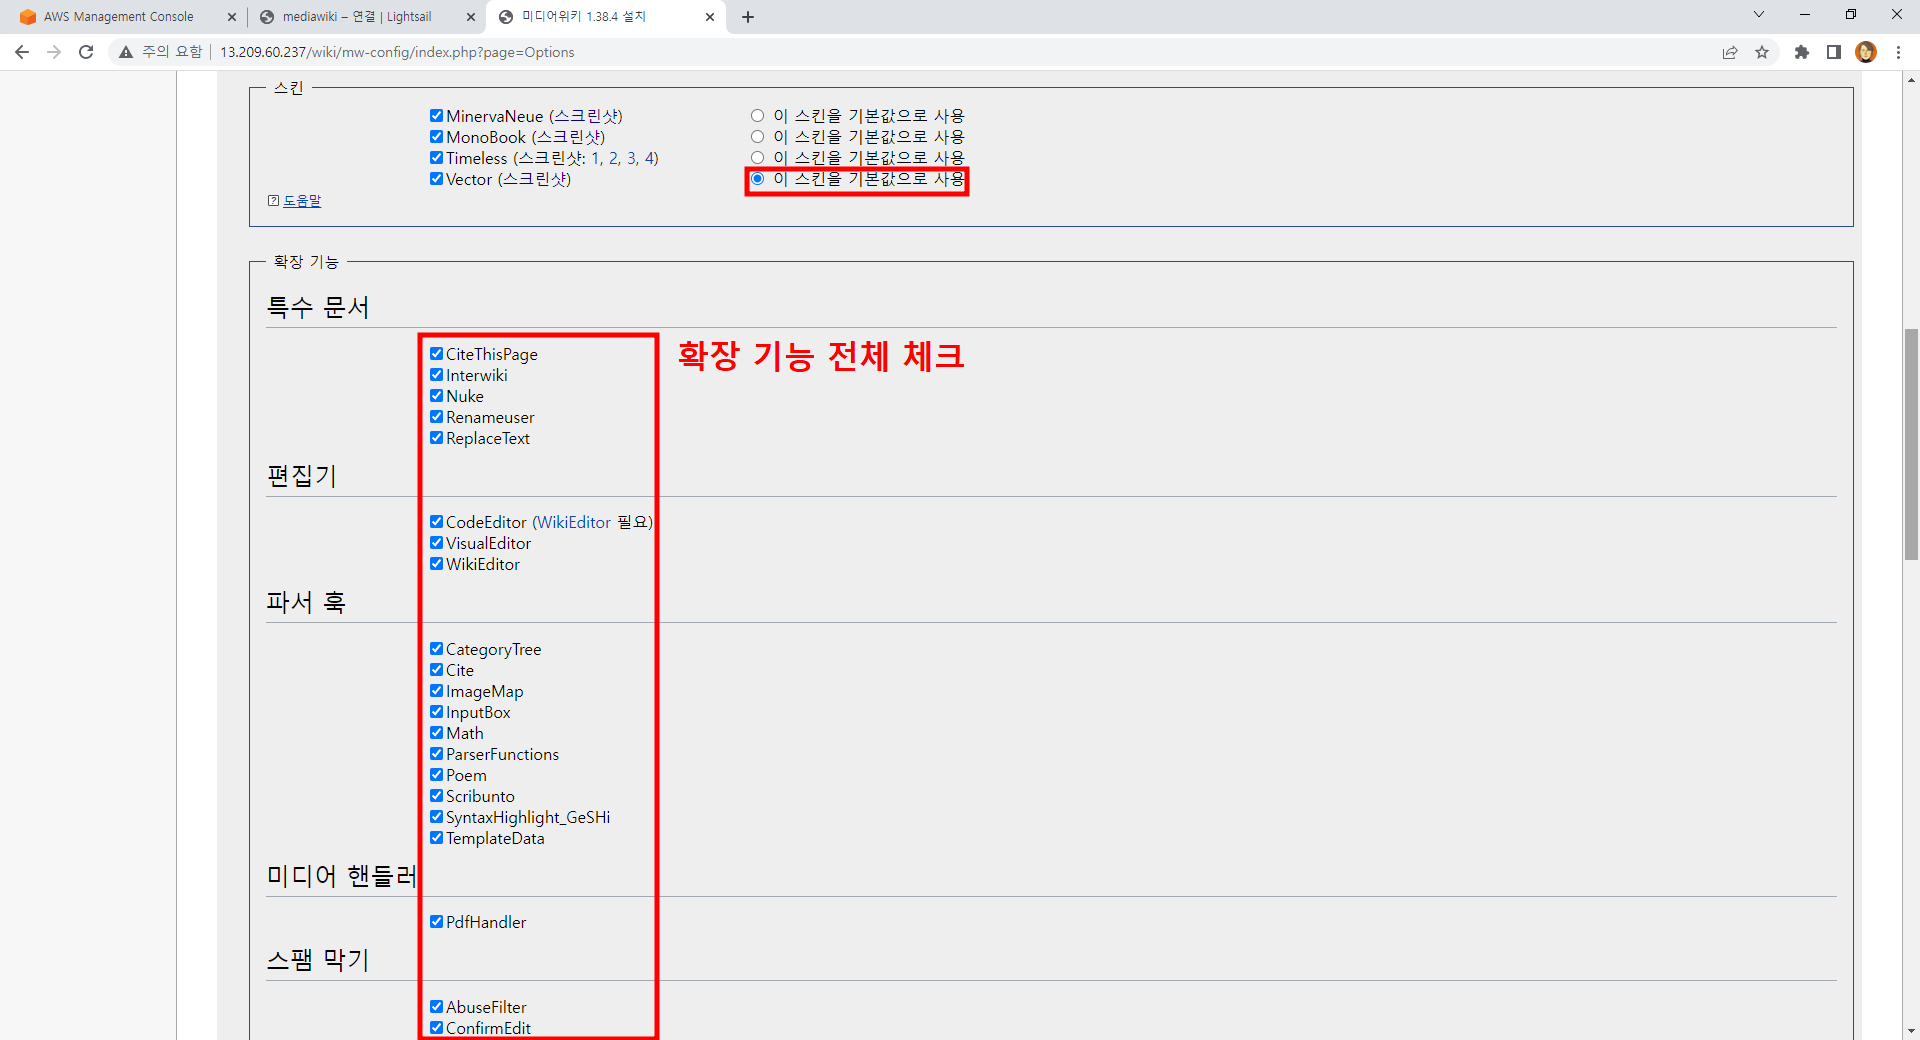 AWS Management Console
mediawiki – 연결 | Lightsail
미디어위키 1.38.4 설치
주의 요함
13.209.60.237/wiki/mw-config/index.php?page=Options
스킨
MinervaNeue (스크린샷) 이 스킨을 기본값으로 사용
MonoBook (스크린샷) 이 스킨을 기본값으로 사용
Timeless (스크린샷: 1, 2, 3, 4) 이 스킨을 기본값으로 사용
Vector (스크린샷) 이 스킨을 기본값으로 사용
도움말
확장 기능
특수 문서
확장 기능 전체 체크
CiteThisPage
Interwiki
Nuke
Renameuser
ReplaceText
편집기
CodeEditor (WikiEditor 필요)
VisualEditor
WikiEditor
파서 훅
CategoryTree
Cite
ImageMap
InputBox
Math
ParserFunctions
Poem
Scribunto
SyntaxHighlight_GeSHi
TemplateData
미디어 핸들러
PdfHandler
스팸 막기
AbuseFilter
ConfirmEdit